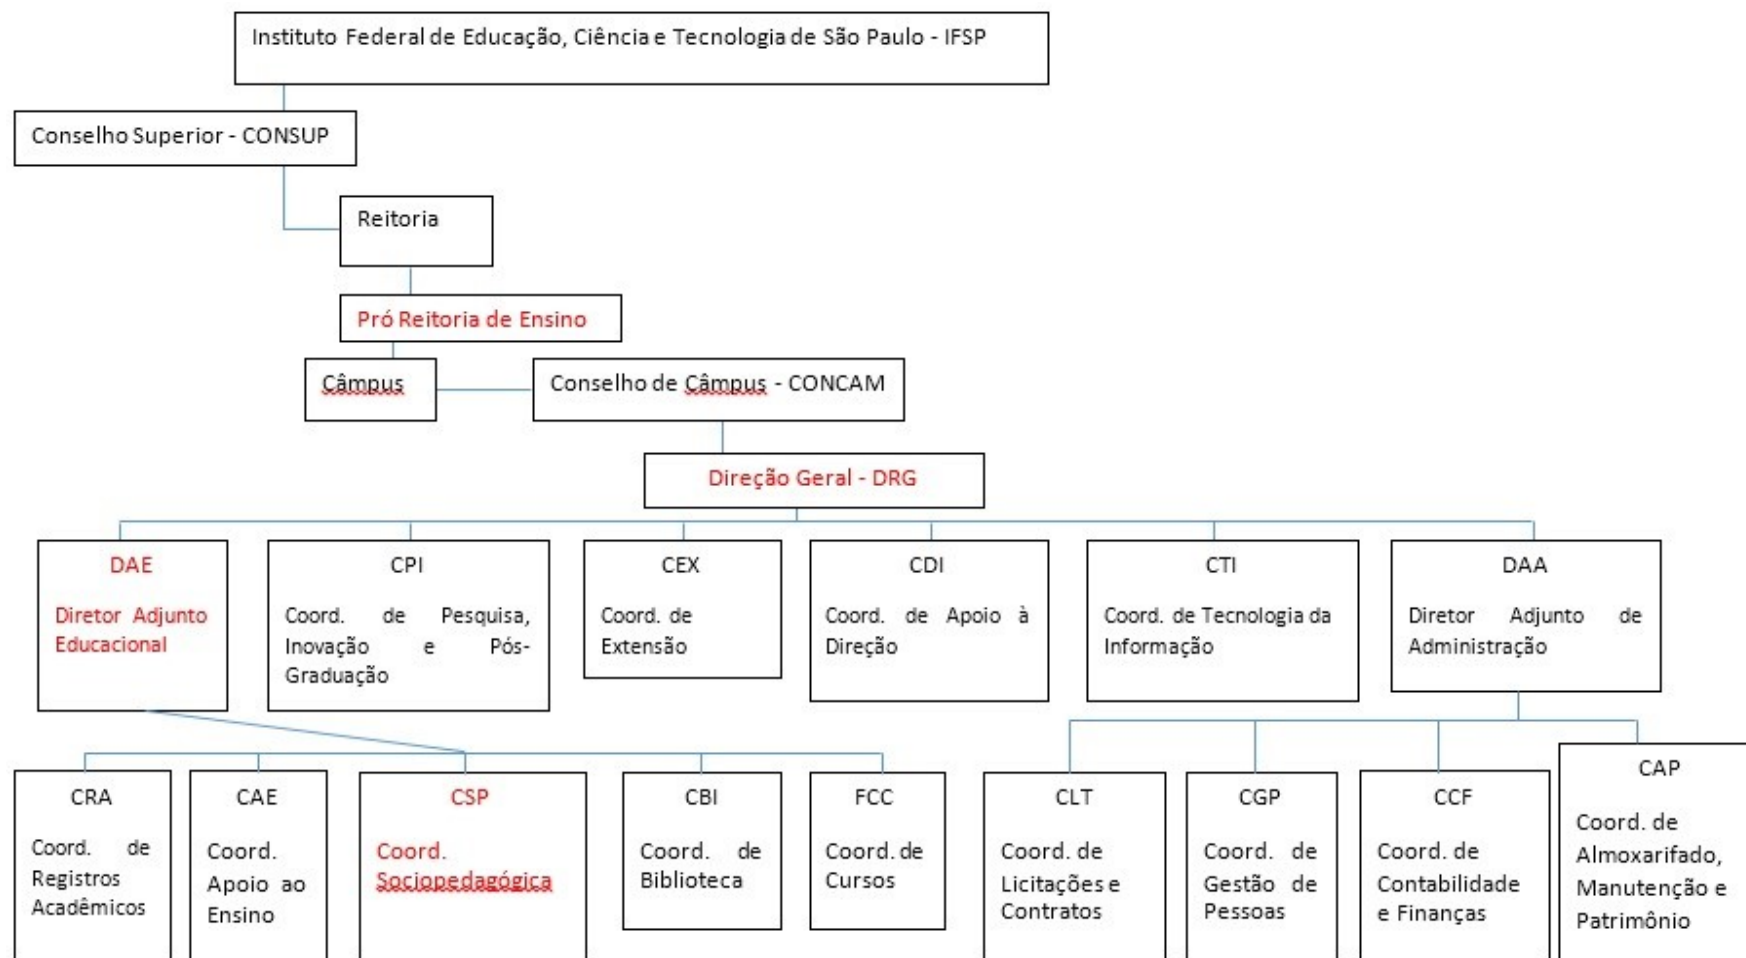 Instituto Federal de Educação, Ciência e Tecnologia de São Paulo - IFSP
Conselho Superior - CONSUP
Reitoria
Pró Reitoria de Ensino
Câmpus
Conselho de Câmpus - CONCAM
Direção Geral - DRG
DAE
Diretor Adjunto
Educacional
CPI
Coord. de Pesquisa,
Inovação e Pós-
Graduação
CEX
Coord. de
Extensão
CDI
Coord. de Apoio à
Direção
CTI
Coord. de Tecnologia da
Informação
DAA
Diretor Adjunto de
Administração
CRA
Coord. de
Registros
Acadêmicos
CAE
Coord.
Apoio ao
Ensino
CSP
Coord.
Sociopedagógica
CBI
Coord. de
Biblioteca
FCC
Coord. de
Cursos
CLT
Coord. de
Licitações e
Contratos
CGP
Coord. de
Gestão de
Pessoas
CCF
Coord. de
Contabilidade
e Finanças
CAP
Coord. de
Almoxarifado,
Manutenção e
Patrimônio